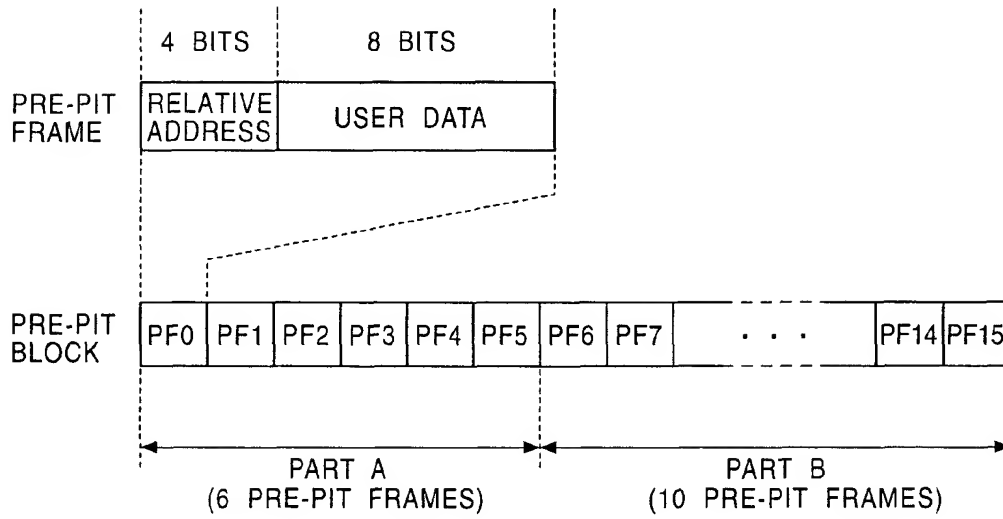 4 BITS 8 BITS
PRE-PIT FRAME
RELATIVE ADDRESS
USER DATA
PRE-PIT BLOCK
PF0 PF1 PF2 PF3 PF4 PF5 PF6 PF7 · · · PF14 PF15
PART A PART B
(6 PRE-PIT FRAMES) (10 PRE-PIT FRAMES)